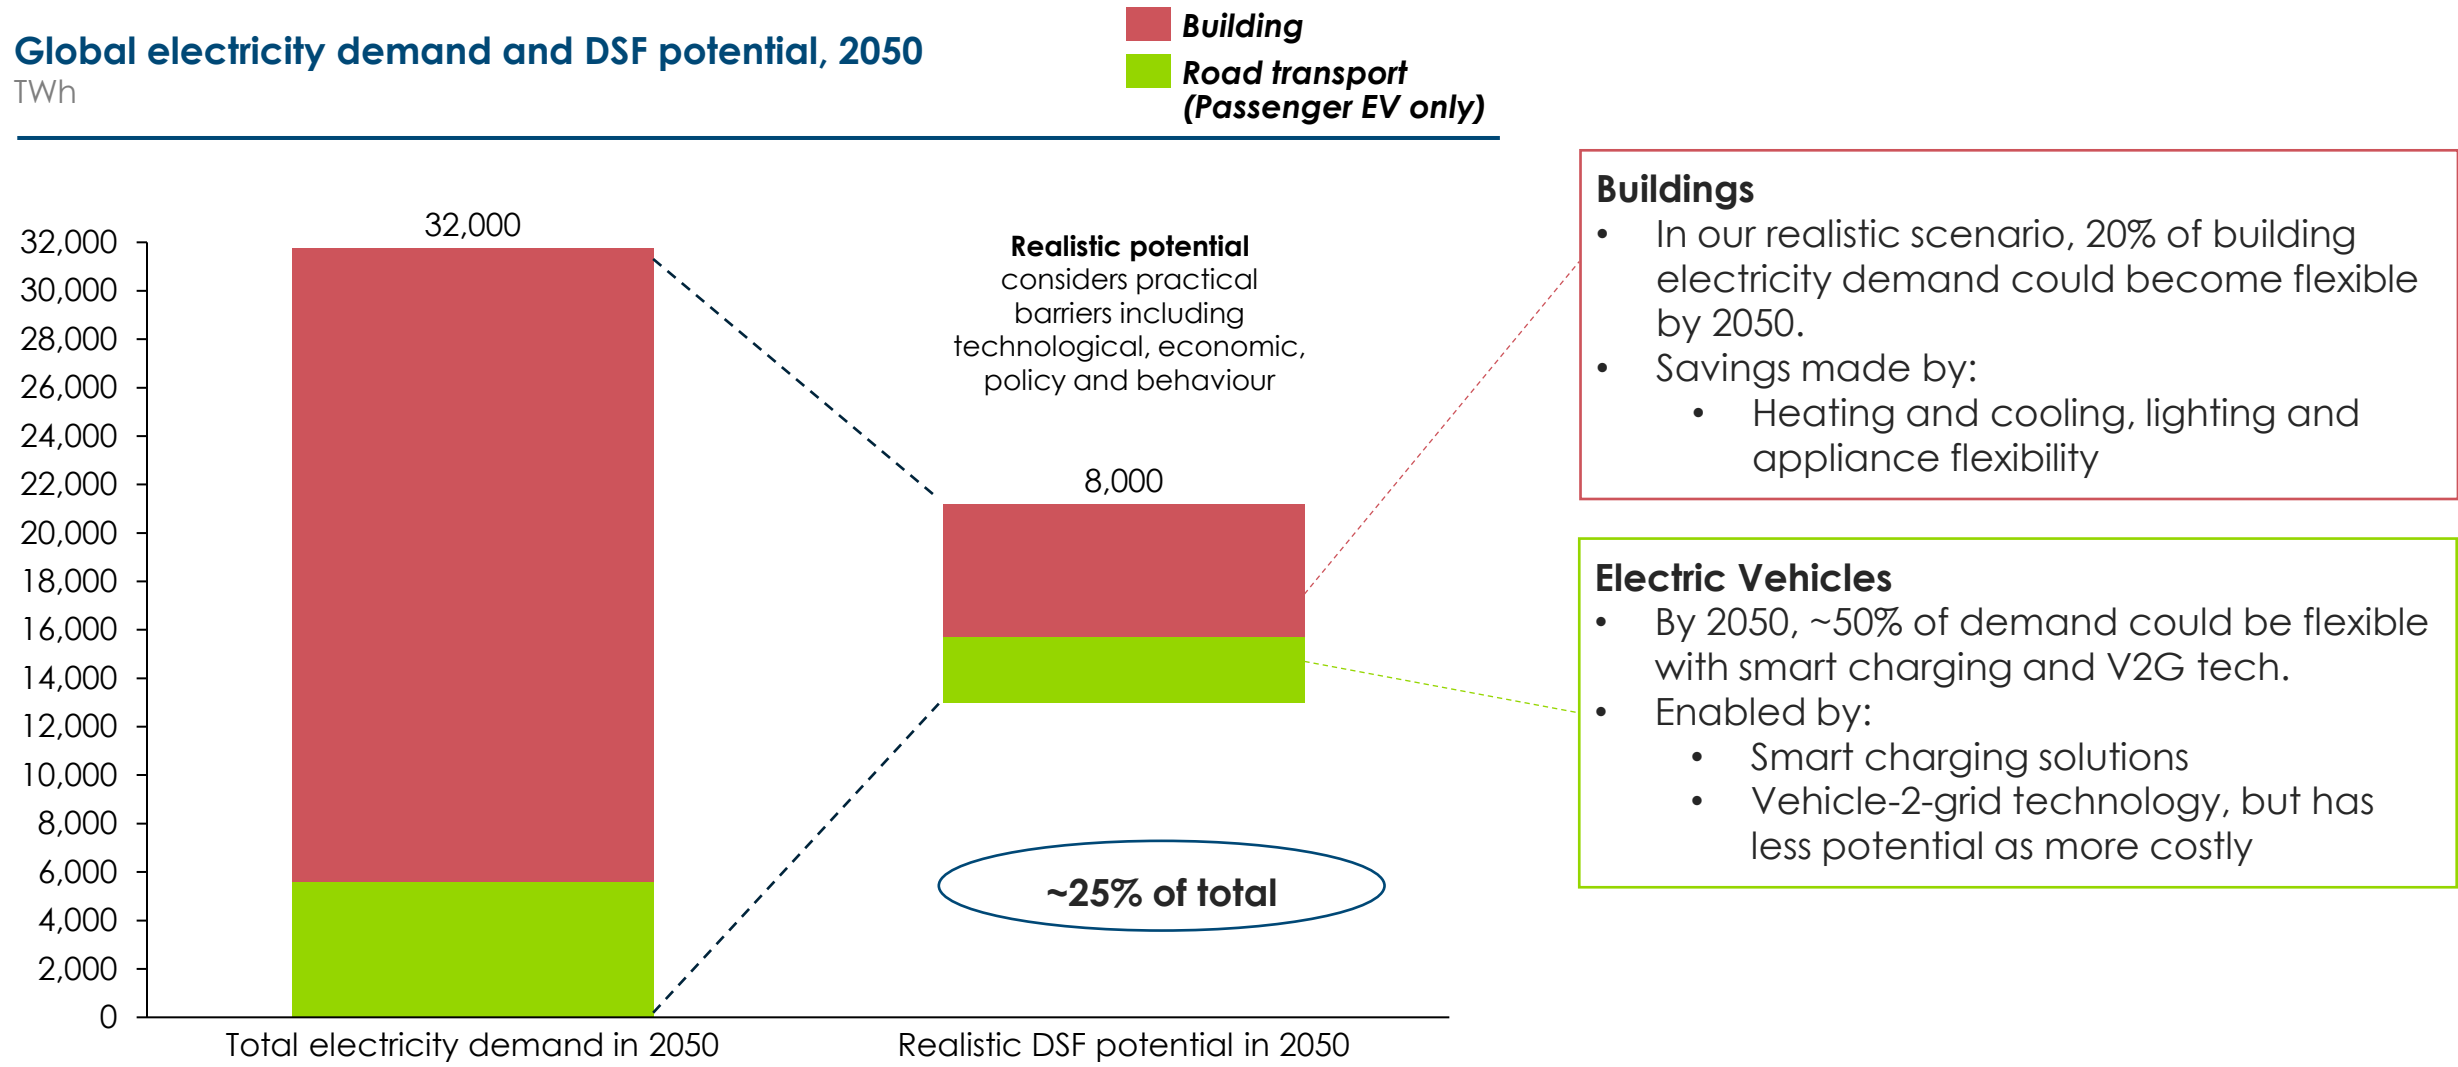 Global electricity demand and DSF potential, 2050
TWh
Building
Road transport
(Passenger EV only)
32,000
30,000
28,000
26,000
24,000
22,000
20,000
18,000
16,000
14,000
12,000
10,000
8,000
6,000
4,000
2,000
0
32,000
Realistic potential
considers practical
barriers including
technological, economic,
policy and behaviour
8,000
~25% of total
Total electricity demand in 2050
Realistic DSF potential in 2050
Buildings
• In our realistic scenario, 20% of building
electricity demand could become flexible
by 2050.
• Savings made by:
• Heating and cooling, lighting and
appliance flexibility
Electric Vehicles
• By 2050, ~50% of demand could be flexible
with smart charging and V2G tech.
• Enabled by:
• Smart charging solutions
• Vehicle-2-grid technology, but has
less potential as more costly